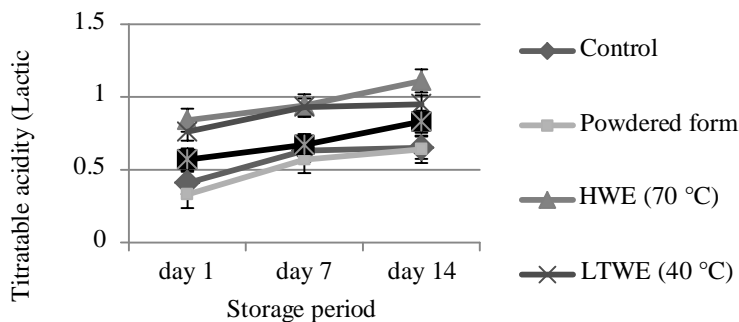 Titratable acidity (Lactic
1.5
1
0.5
0
day 1
day 7
day 14
Storage period
Control
Powdered form
HWE (70 °C)
LTWE (40 °C)